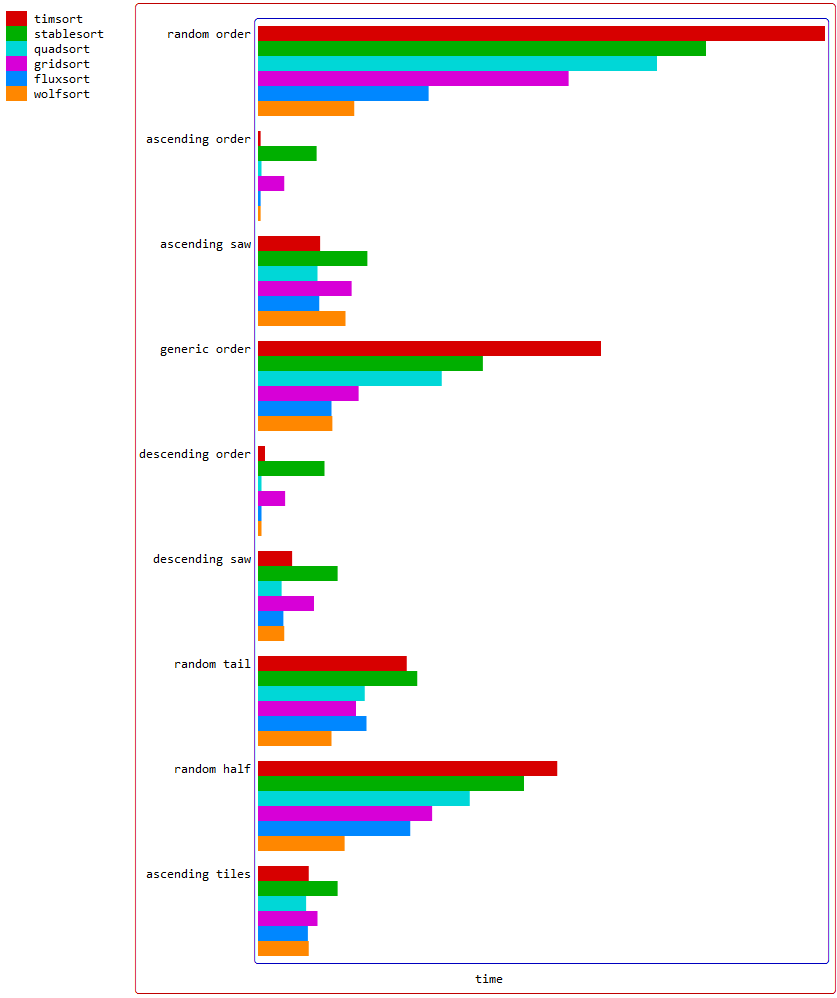 timsort
stablesort
quadsort
gridsort
fluxsort
wolfsort
random order
ascending order
ascending saw
generic order
descending order
descending saw
random tail
random half
ascending tiles
time